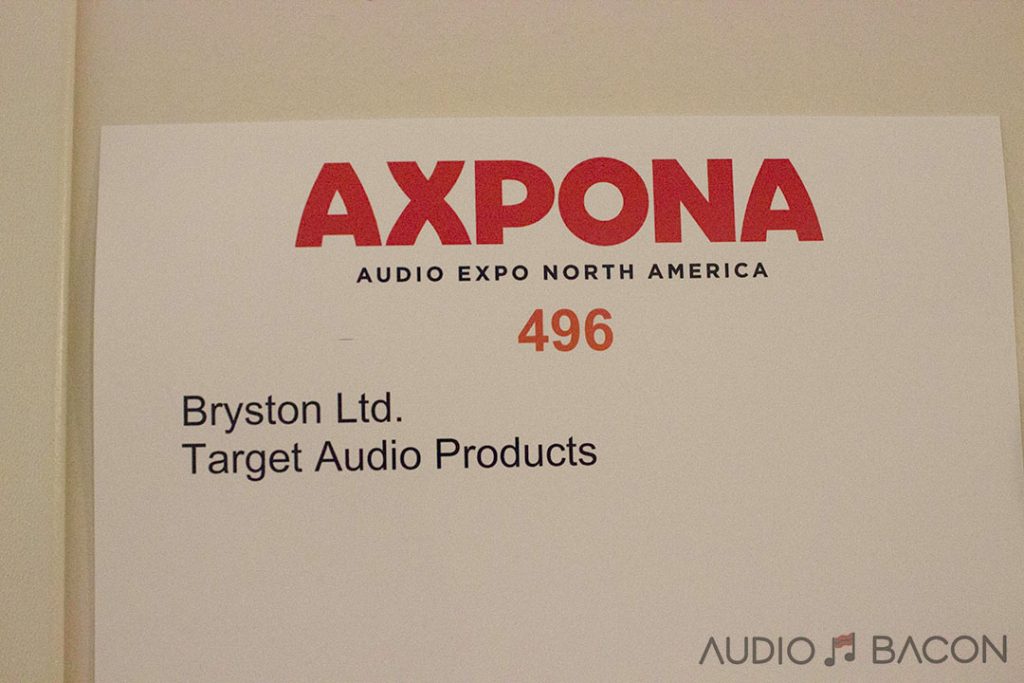 AXPONA
AUDIO EXPO NORTH AMERICA
496
Bryston Ltd.
Target Audio Products
AUDIO BACON